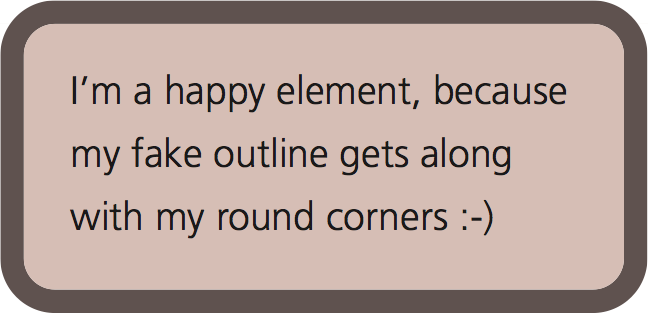 I’m a happy element, because
my fake outline gets along
with my round corners :-)